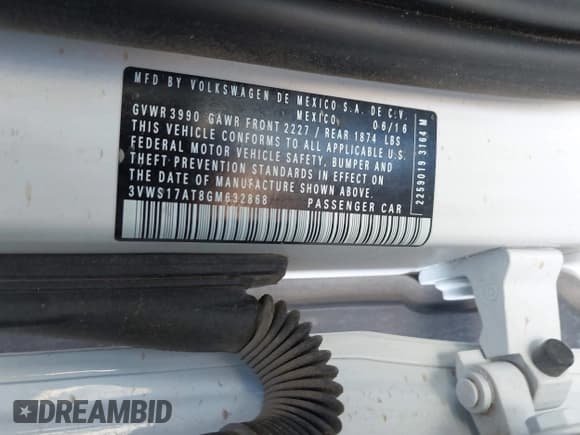 MFD BY VOLKSWAGEN DE MEXICO S.A. DE C.V.
MEXICO 06/16
GVWR 3990 GAWR FRONT 2227 / REAR 1874 LBS
THIS VEHICLE CONFORMS TO ALL APPLICABLE U.S.
FEDERAL MOTOR VEHICLE SAFETY, BUMPER AND
THEFT PREVENTION STANDARDS IN EFFECT ON
THE DATE OF MANUFACTURE SHOWN ABOVE.
3VWS17AT8GM632868 PASSENGER CAR
2259019 3164 M
DREAMBID